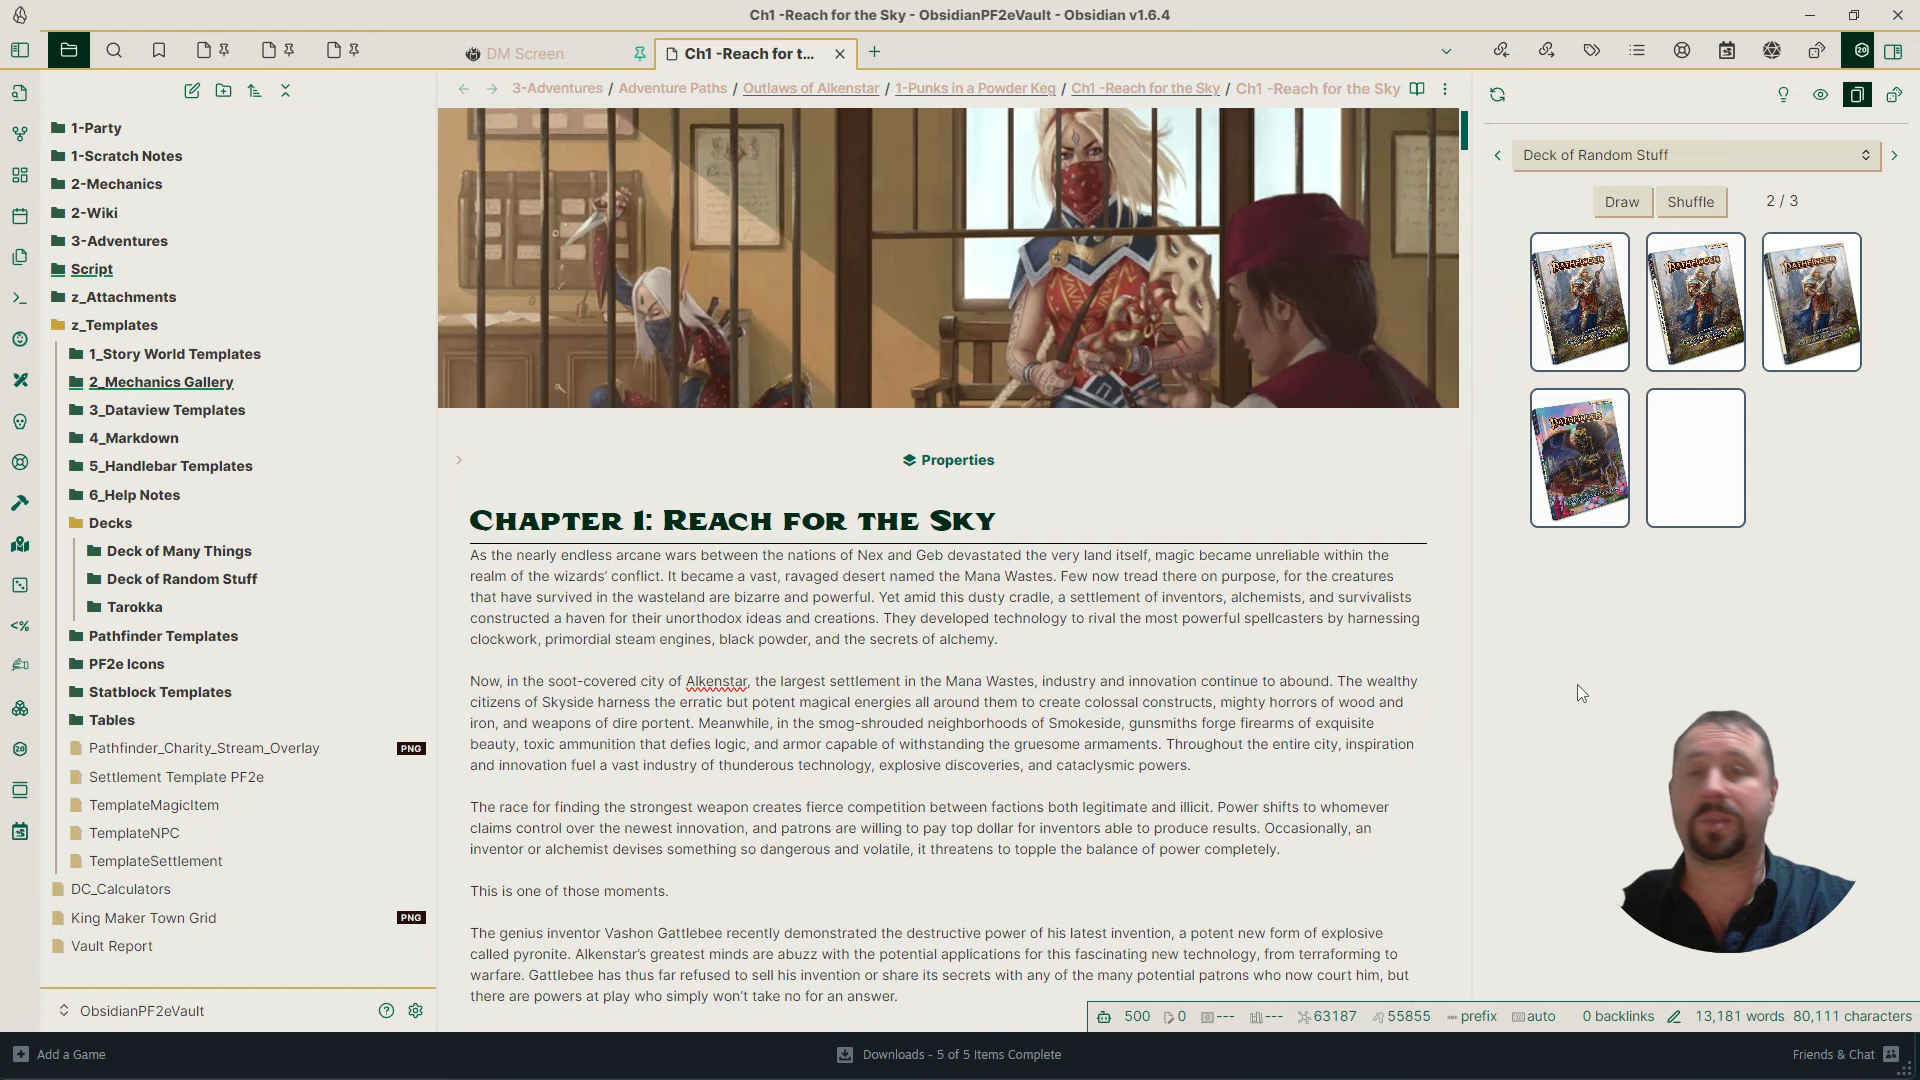 Ch1 -Reach for the Sky - ObsidianPF2eVault - Obsidian v1.6.4
DM Screen
Ch1 -Reach for t...
3-Adventures / Adventure Paths / Outlaws of Alkenstar / 1-Punks in a Powder Keg / Ch1 -Reach for the Sky / Ch1 -Reach for the Sky
1-Party
1-Scratch Notes
2-Mechanics
2-Wiki
3-Adventures
Script
z_Attachments
z_Templates
1_Story World Templates
2_Mechanics Gallery
3_Dataview Templates
4_Markdown
5_Handlebar Templates
6_Help Notes
Decks
Deck of Many Things
Deck of Random Stuff
Tarokka
Pathfinder Templates
PF2e Icons
Statblock Templates
Tables
Pathfinder_Charity_Stream_Overlay PNG
Settlement Template PF2e
TemplateMagicItem
TemplateNPC
TemplateSettlement
DC_Calculators
King Maker Town Grid PNG
Vault Report
ObsidianPF2eVault
Properties
Chapter 1: Reach for the Sky
As the nearly endless arcane wars between the nations of Nex and Geb devastated the very land itself, magic became unreliable within the
realm of the wizards’ conflict. It became a vast, ravaged desert named the Mana Wastes. Few now tread there on purpose, for the creatures
that have survived in the wasteland are bizarre and powerful. Yet amid this dusty cradle, a settlement of inventors, alchemists, and survivalists
constructed a haven for their unorthodox ideas and creations. They developed technology to rival the most powerful spellcasters by harnessing
clockwork, primordial steam engines, black powder, and the secrets of alchemy.
Now, in the soot-covered city of Alkenstar, the largest settlement in the Mana Wastes, industry and innovation continue to abound. The wealthy
citizens of Skyside harness the erratic but potent magical energies all around them to create colossal constructs, mighty horrors of wood and
iron, and weapons of dire portent. Meanwhile, in the smog-shrouded neighborhoods of Smokeside, gunsmiths forge firearms of exquisite
beauty, toxic ammunition that defies logic, and armor capable of withstanding the gruesome armaments. Throughout the entire city, inspiration
and innovation fuel a vast industry of thunderous technology, explosive discoveries, and cataclysmic powers.
The race for finding the strongest weapon creates fierce competition between factions both legitimate and illicit. Power shifts to whomever
claims control over the newest innovation, and patrons are willing to pay top dollar for inventors able to produce results. Occasionally, an
inventor or alchemist devises something so dangerous and volatile, it threatens to topple the balance of power completely.
This is one of those moments.
The genius inventor Vashon Gattlebee recently demonstrated the destructive power of his latest invention, a potent new form of explosive
called pyronite. Alkenstar’s greatest minds are abuzz with the potential applications for this fascinating new technology, from terraforming to
warfare. Gattlebee has thus far refused to sell his invention or share its secrets with any of the many potential patrons who now court him, but
there are powers at play who simply won’t take no for an answer.
Deck of Random Stuff
Draw Shuffle 2 / 3
PATHFINDER PATHFINDER PATHFINDER
PATHFINDER
500 0 --- --- 63187 55855 prefix auto 0 backlinks 13,181 words 80,111 characters
Add a Game
Downloads - 5 of 5 Items Complete
Friends & Chat